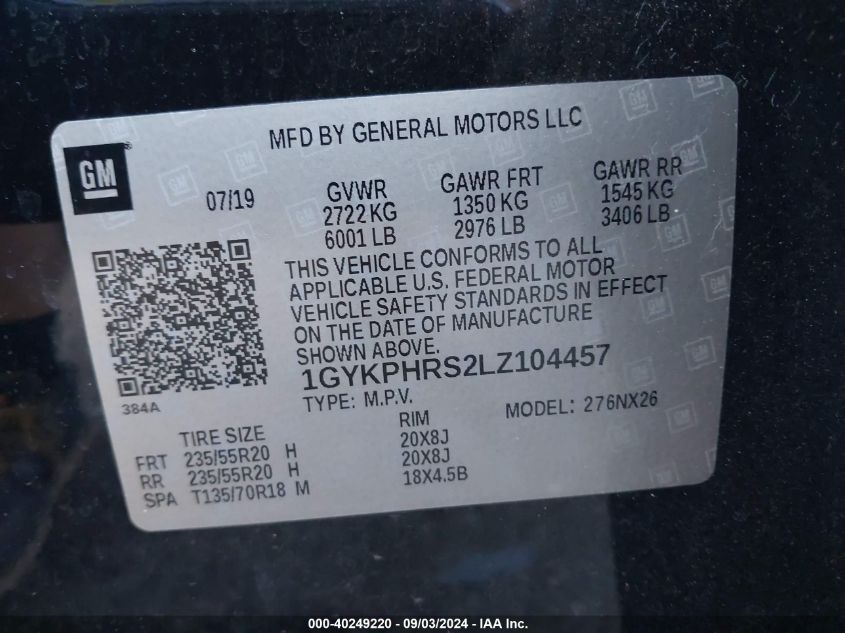 MFD BY GENERAL MOTORS LLC
GM
07/19
GVWR GAWR FRT GAWR RR
2722 KG 1350 KG 1545 KG
6001 LB 2976 LB 3406 LB
THIS VEHICLE CONFORMS TO ALL
APPLICABLE U.S. FEDERAL MOTOR
VEHICLE SAFETY STANDARDS IN EFFECT
ON THE DATE OF MANUFACTURE
SHOWN ABOVE.
1GYKPHRS2LZ104457
384A
TYPE: M.P.V. MODEL: 276NX26
TIRE SIZE RIM
FRT 235/55R20 H 20X8J
RR 235/55R20 H 20X8J
SPA T135/70R18 M 18X4.5B
000-40249220 - 09/03/2024 - IAA Inc.